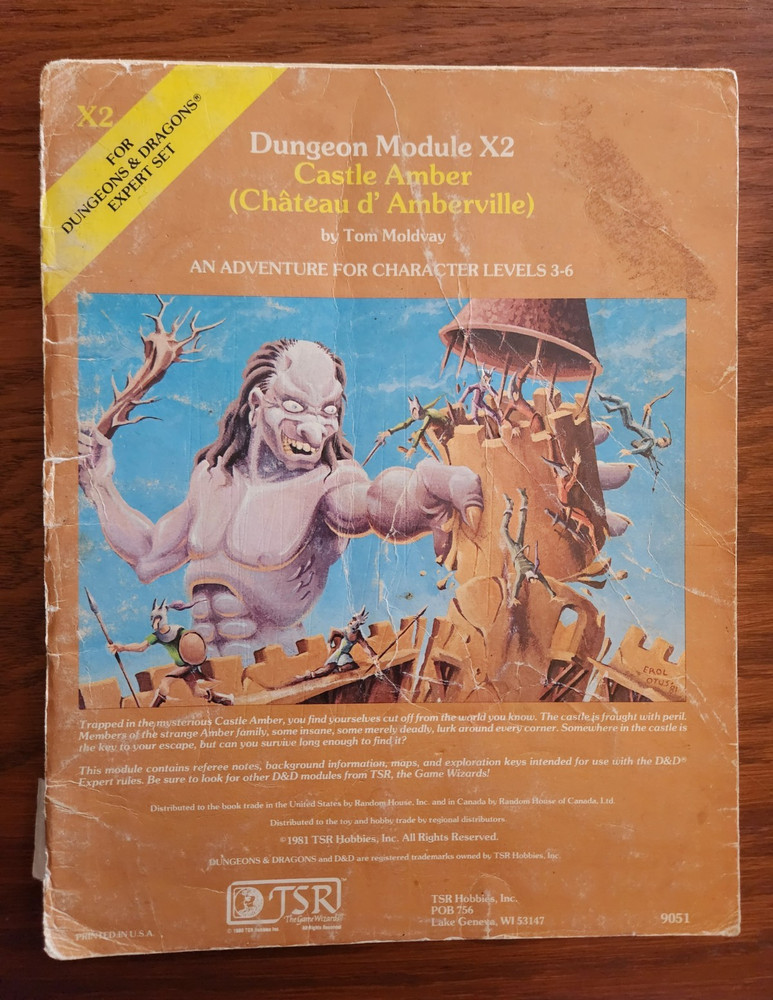 X2
FOR
DUNGEONS & DRAGONS®
EXPERT SET
Dungeon Module X2
Castle Amber
(Château d' Amberville)
by Tom Moldvay
AN ADVENTURE FOR CHARACTER LEVELS 3-6
EROL
OTUS '81
Trapped in the mysterious Castle Amber, you find yourselves cut off from the world you know. The castle is fraught with peril.
Members of the strange Amber family, some insane, some merely deadly, lurk around every corner. Somewhere in the castle is
the key to your escape, but can you survive long enough to find it?
This module contains referee notes, background information, maps, and exploration keys intended for use with the D&D®
Expert rules. Be sure to look for other D&D modules from TSR, the Game Wizards!
Distributed to the book trade in the United States by Random House, Inc. and in Canada by Random House of Canada, Ltd.
Distributed to the toy and hobby trade by regional distributors.
©1981 TSR Hobbies, Inc. All Rights Reserved.
DUNGEONS & DRAGONS and D&D are registered trademarks owned by TSR Hobbies, Inc.
TSR
The Game Wizards
© 1980 TSR Hobbies Inc. All Rights Reserved
TSR Hobbies, Inc.
POB 756
Lake Geneva, WI 53147
9051
PRINTED IN U.S.A.